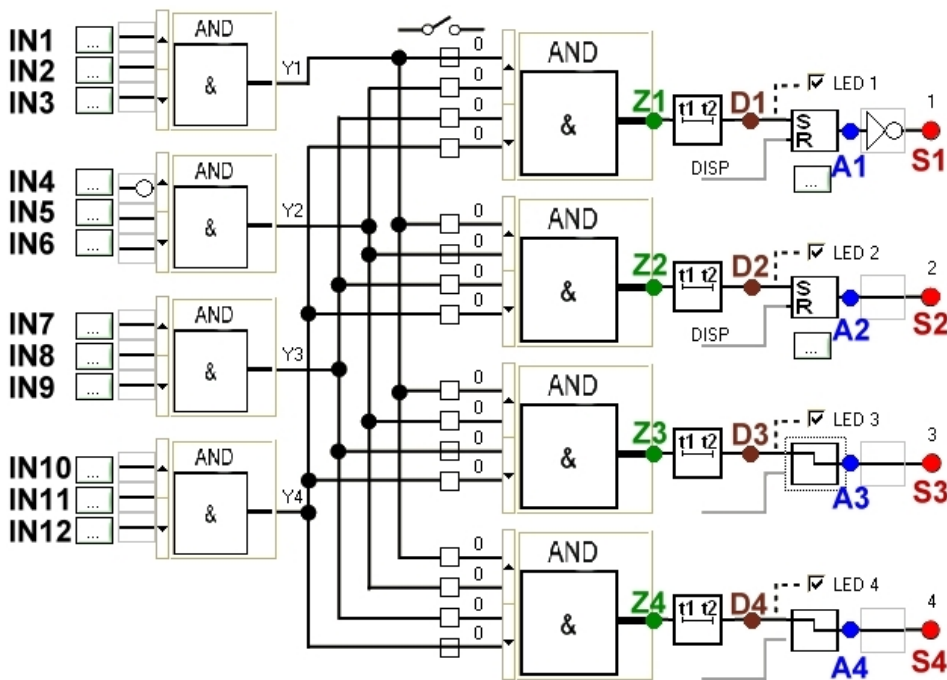 IN1 ...
IN2 ...
IN3 ...
AND
&
Y1
IN4 ...
IN5 ...
IN6 ...
AND
&
Y2
IN7 ...
IN8 ...
IN9 ...
AND
&
Y3
IN10 ...
IN11 ...
IN12 ...
AND
&
Y4
0
0
0
0
AND
&
Z1
t1 t2
D1
LED 1
DISP
S
R
...
A1
1
S1
0
0
0
0
AND
&
Z2
t1 t2
D2
LED 2
DISP
S
R
...
A2
2
S2
0
0
0
0
AND
&
Z3
t1 t2
D3
LED 3
A3
3
S3
0
0
0
0
AND
&
Z4
t1 t2
D4
LED 4
A4
4
S4